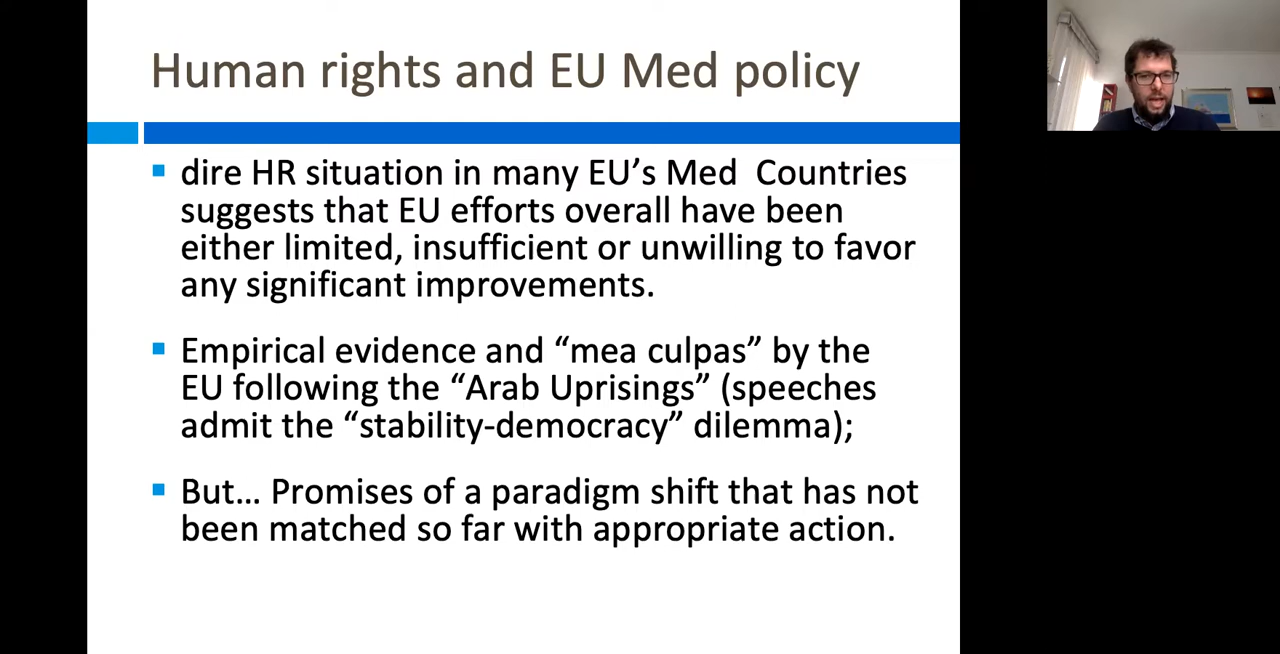 Human rights and EU Med policy
dire HR situation in many EU’s Med  Countries
suggests that EU efforts overall have been
either limited, insufficient or unwilling to favor
any significant improvements.
Empirical evidence and “mea culpas” by the
EU following the “Arab Uprisings” (speeches
admit the “stability-democracy” dilemma);
But… Promises of a paradigm shift that has not
been matched so far with appropriate action.